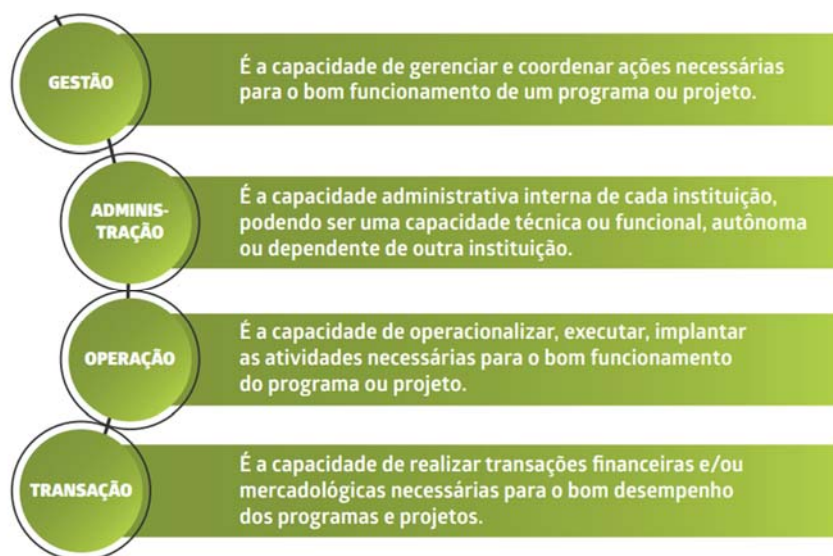 GESTÃO
É a capacidade de gerenciar e coordenar ações necessárias
para o bom funcionamento de um programa ou projeto.
ADMINIS-
TRAÇÃO
É a capacidade administrativa interna de cada instituição,
podendo ser uma capacidade técnica ou funcional, autônoma
ou dependente de outra instituição.
OPERAÇÃO
É a capacidade de operacionalizar, executar, implantar
as atividades necessárias para o bom funcionamento
do programa ou projeto.
TRANSAÇÃO
É a capacidade de realizar transações financeiras e/ou
mercadológicas necessárias para o bom desempenho
dos programas e projetos.